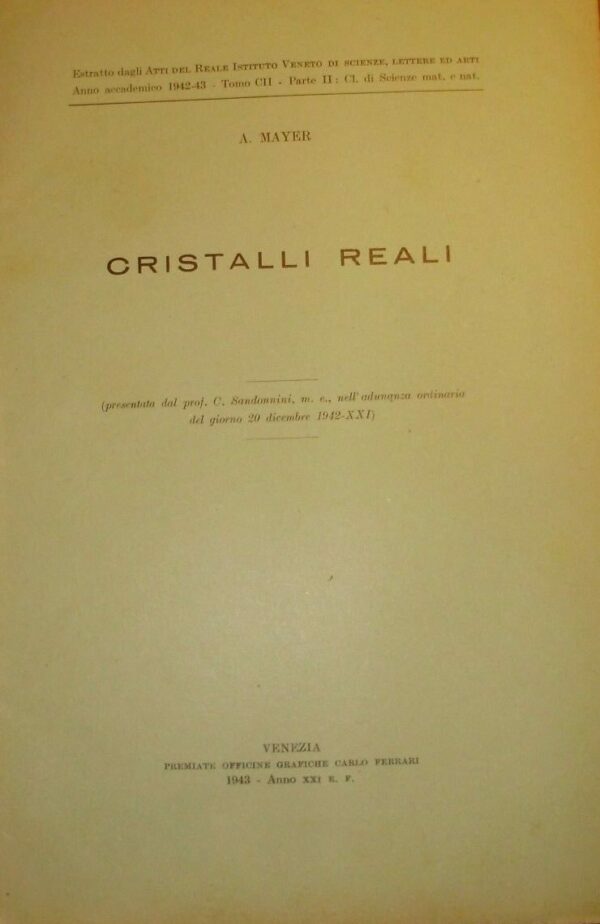 Estratto dagli ATTI DEL REALE ISTITUTO VENETO DI SCIENZE, LETTERE ED ARTI
Anno accademico 1942-43 - Tomo CII - Parte II: Cl. di Scienze mat. e nat.
A. MAYER
CRISTALLI REALI
(presentata dal prof. C. Sandonnini, m. e., nell'adunanza ordinaria
del giorno 20 dicembre 1942-XXI)
VENEZIA
PREMIATE OFFICINE GRAFICHE CARLO FERRARI
1943 - Anno XXI E. F.